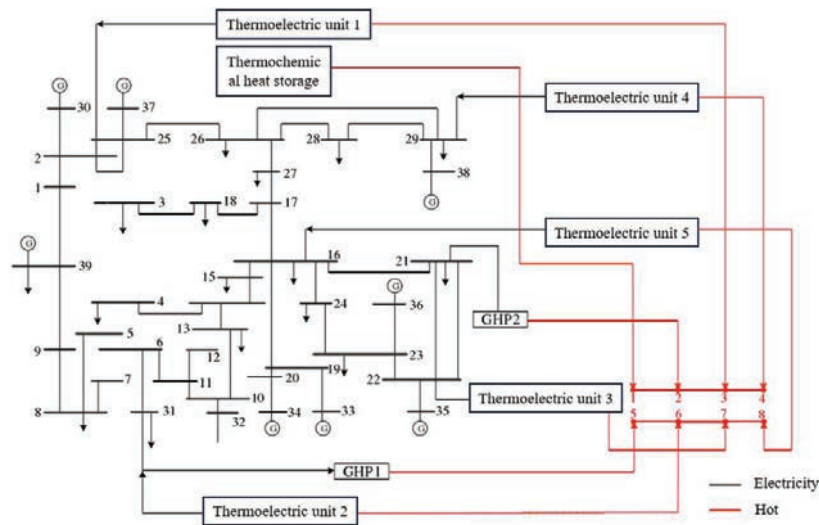 Thermoelectric unit 1
Thermochemic
al heat storage
G
G
30
37
Thermoelectric unit 4
25
26
28
29
2
27
38
1
G
3
18
17
G
Thermoelectric unit 5
39
16
21
15
G
4
24
36
GHP2
13
5
6
12
23
9
19
11
20
22
7
10
Thermoelectric unit 3
1
2
3
4
8
31
32
34
33
35
5
6
7
8
G
G
G
GHP1
Electricity
Thermoelectric unit 2
Hot